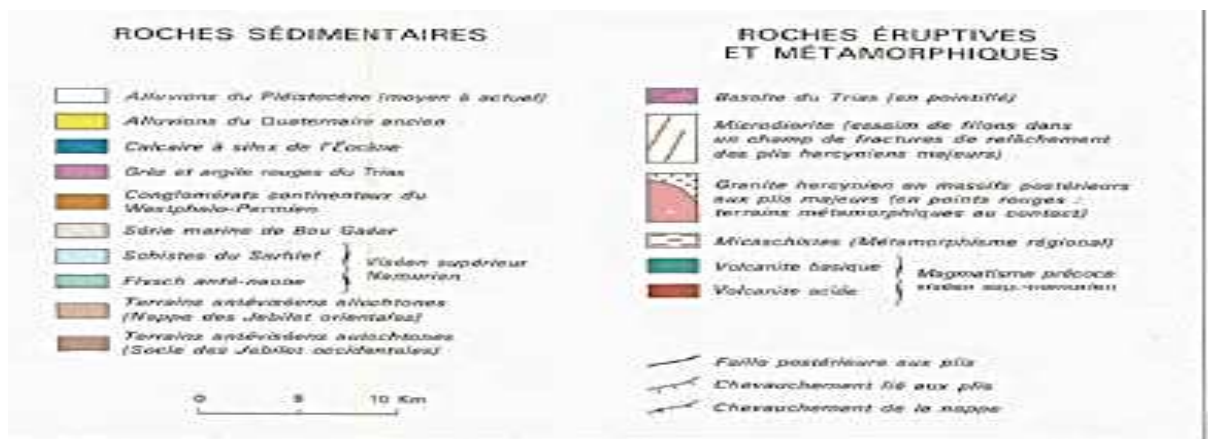 ROCHES SÉDIMENTAIRES
Alluvions du Pléistocène (moyen à actuel)
Alluvions du Quaternaire ancien
Calcaire à silex de l'Éocène
Grès et argile rouges du Trias
Conglomérats continentaux du
Westphalo-Permien
Série marine de Bou Gader
Schistes du Sarhlef
Flysch anté-nappe
Viséen supérieur
Namurien
Terrains antéviséens allochtones
(Nappe des Jebilet orientales)
Terrains antéviséens autochtones
(Socle des Jebilet occidentales)
0 5 10 Km
ROCHES ÉRUPTIVES
ET MÉTAMORPHIQUES
Basalte du Trias (en pointillé)
Microdiorite (essaim de filons dans
un champ de fractures de relâchement
des plis hercyniens majeurs)
Granite hercynien en massifs postérieurs
aux plis majeurs (en points rouges :
terrains métamorphiques au contact)
Micaschistes (Métamorphisme régional)
Volcanite basique
Volcanite acide
Magmatisme précoce
viséen sup.-namurien
Faille postérieure aux plis
Chevauchement lié aux plis
Chevauchement de la nappe